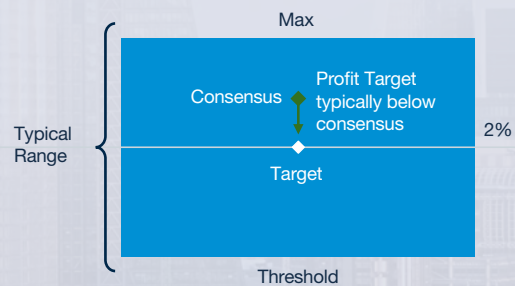 Max
Consensus
Profit Target
typically below
consensus
Typical
Range
2%
Target
Threshold